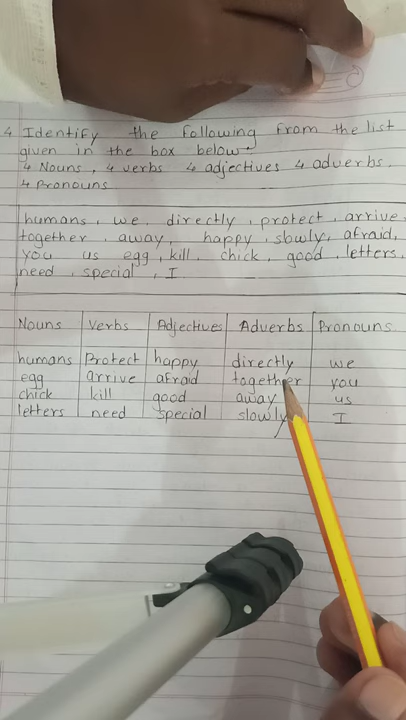 4 Identify the following from the list
given in the box below
4 Nouns, 4 verbs 4 adjectives 4 adverbs,
4 Pronouns
humans, we, directly, protect, arrive,
together, away, happy, slowly, afraid,
you us egg, kill, chick, good, letters,
need, special, I
Nouns Verbs Adjectives Adverbs Pronouns
humans Protect happy directly we
egg arrive afraid together you
chick kill good away us
letters need special slowly I